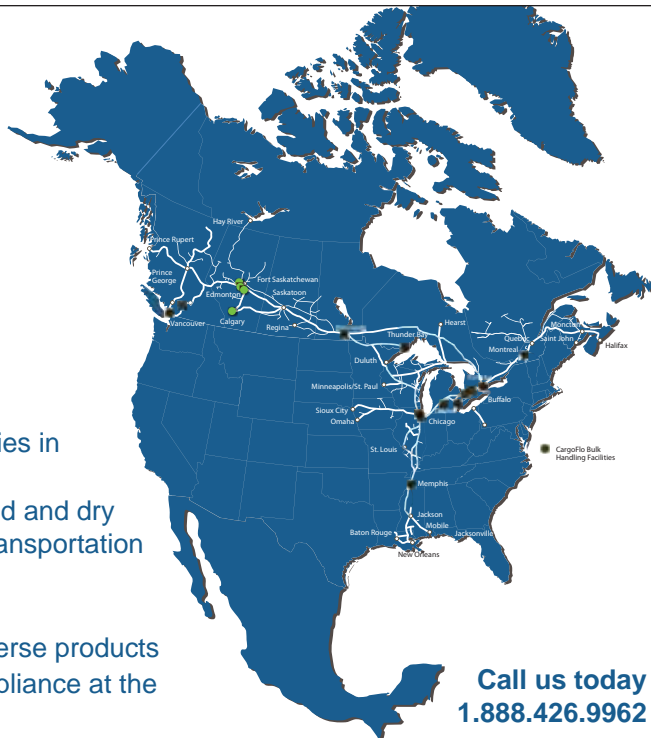 Hay River
Prince Rupert
Prince
George
Fort Saskatchewan
Edmonton
Saskatoon
Vancouver
Calgary
Regina
Thunder Bay
Hearst
Moncton
Quebec
Saint John
Montreal
Halifax
Duluth
Minneapolis/St. Paul
Buffalo
Sioux City
Omaha
Chicago
St. Louis
CargoFlo Bulk
Handling Facilities
Memphis
Jackson
Mobile
Baton Rouge
Jacksonville
New Orleans
ies in
d and dry
ansportation
erse products
pliance at the
Call us today
1.888.426.9962